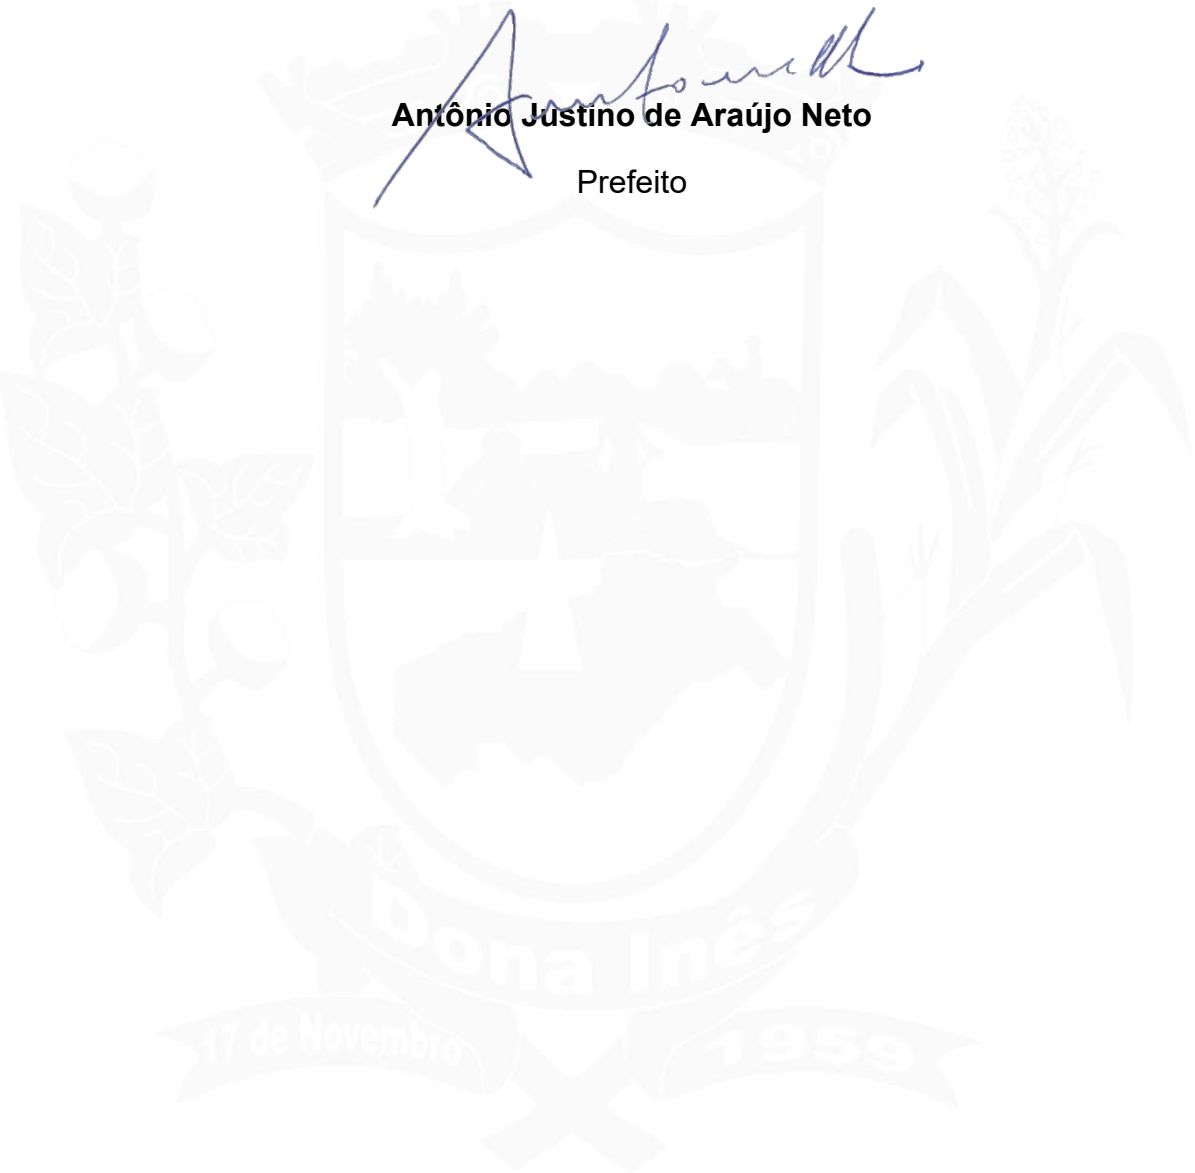 Antônio Justino de Araújo Neto
Prefeito
Dona Inês
17 de Novembro
1959